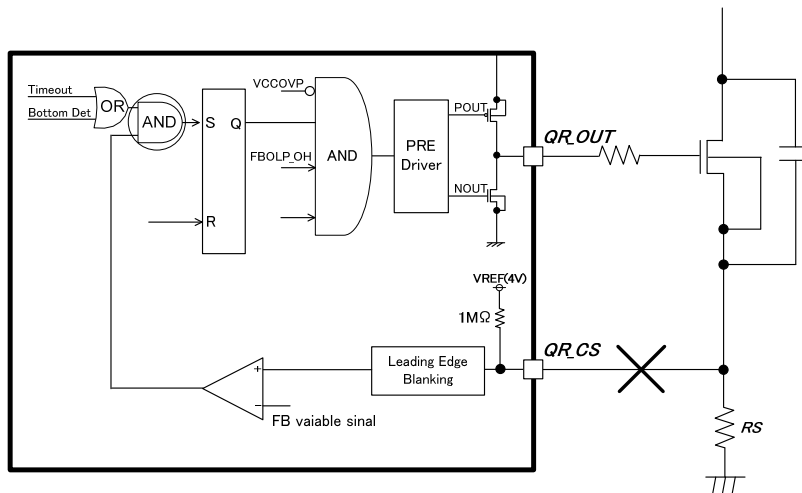 Timeout
OR
Bottom Det
AND
S
Q
R
VCCOVP
FBOLP_OH
AND
PRE
Driver
POUT
NOUT
QR_OUT
VREF(4V)
1MΩ
QR_CS
Leading Edge
Blanking
+
−
FB vaiable sinal
RS